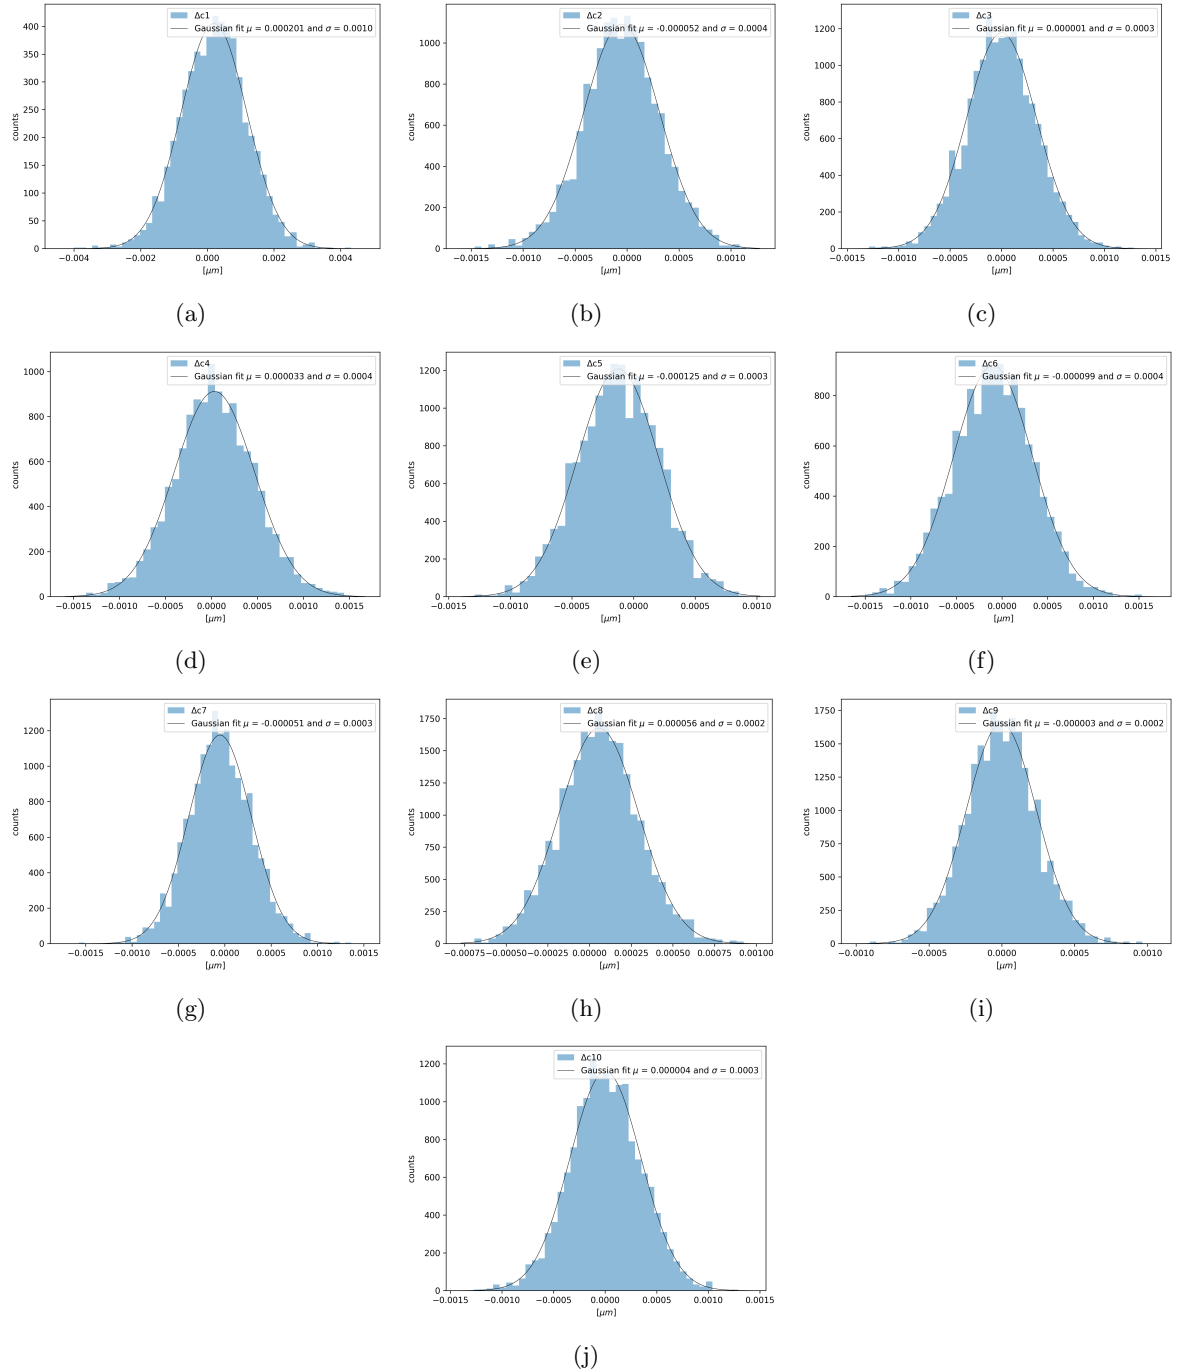 Δc1
Gaussian fit μ = 0.000201 and σ = 0.0010
counts
400
350
300
250
200
150
100
50
0
−0.004 −0.002 0.000 0.002 0.004
[μm]
(a)
Δc2
Gaussian fit μ = -0.000052 and σ = 0.0004
counts
1000
800
600
400
200
0
−0.0015 −0.0010 −0.0005 0.0000 0.0005 0.0010
[μm]
(b)
Δc3
Gaussian fit μ = 0.000001 and σ = 0.0003
counts
1200
1000
800
600
400
200
0
−0.0015 −0.0010 −0.0005 0.0000 0.0005 0.0010 0.0015
[μm]
(c)
Δc4
Gaussian fit μ = 0.000033 and σ = 0.0004
counts
1000
800
600
400
200
0
−0.0015 −0.0010 −0.0005 0.0000 0.0005 0.0010 0.0015
[μm]
(d)
Δc5
Gaussian fit μ = -0.000125 and σ = 0.0003
counts
1200
1000
800
600
400
200
0
−0.0015 −0.0010 −0.0005 0.0000 0.0005 0.0010
[μm]
(e)
Δc6
Gaussian fit μ = -0.000099 and σ = 0.0004
counts
800
600
400
200
0
−0.0015 −0.0010 −0.0005 0.0000 0.0005 0.0010 0.0015
[μm]
(f)
Δc7
Gaussian fit μ = -0.000051 and σ = 0.0003
counts
1200
1000
800
600
400
200
0
−0.0015 −0.0010 −0.0005 0.0000 0.0005 0.0010 0.0015
[μm]
(g)
Δc8
Gaussian fit μ = 0.000056 and σ = 0.0002
counts
1750
1500
1250
1000
750
500
250
0
−0.00075 −0.00050 −0.00025 0.00000 0.00025 0.00050 0.00075 0.00100
[μm]
(h)
Δc9
Gaussian fit μ = -0.000003 and σ = 0.0002
counts
1750
1500
1250
1000
750
500
250
0
−0.0010 −0.0005 0.0000 0.0005 0.0010
[μm]
(i)
Δc10
Gaussian fit μ = 0.000004 and σ = 0.0003
counts
1200
1000
800
600
400
200
0
−0.0015 −0.0010 −0.0005 0.0000 0.0005 0.0010 0.0015
[μm]
(j)